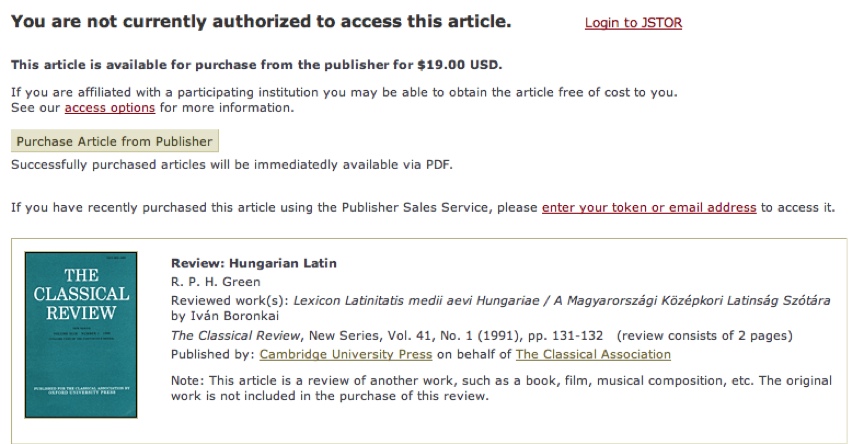 You are not currently authorized to access this article.
Login to JSTOR
This article is available for purchase from the publisher for $19.00 USD.
If you are affiliated with a participating institution you may be able to obtain the article free of cost to you.
See our access options for more information.
Purchase Article from Publisher
Successfully purchased articles will be immediatedly available via PDF.
If you have recently purchased this article using the Publisher Sales Service, please enter your token or email address to access it.
THE
CLASSICAL
REVIEW
PUBLISHED FOR THE CLASSICAL ASSOCIATION BY
OXFORD UNIVERSITY PRESS
Review: Hungarian Latin
R. P. H. Green
Reviewed work(s): Lexicon Latinitatis medii aevi Hungariae / A Magyarországi Középkori Latinság Szótára
by Iván Boronkai
The Classical Review, New Series, Vol. 41, No. 1 (1991), pp. 131-132 (review consists of 2 pages)
Published by: Cambridge University Press on behalf of The Classical Association
Note: This article is a review of another work, such as a book, film, musical composition, etc. The original
work is not included in the purchase of this review.